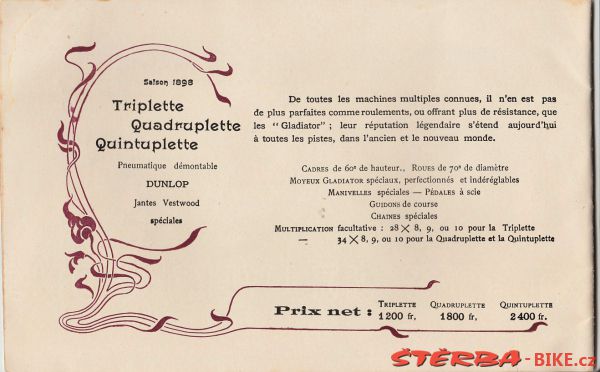 Saison 1898
Triplette
Quadruplette
Quintuplette
Pneumatique démontable
DUNLOP
Jantes Vestwood
spéciales
De toutes les machines multiples connues, il n'en est pas
de plus parfaites comme roulements, ou offrant plus de résistance, que
les "Gladiator" ; leur réputation légendaire s'étend aujourd'hui
à toutes les pistes, dans l'ancien et le nouveau monde.
CADRES de 60e de hauteur., ROUES de 70e de diamètre
MOYEUX GLADIATOR spéciaux, perfectionnés et indéréglables
MANIVELLES spéciales — PÉDALES à scie
GUIDONS de course
CHAINES spéciales
MULTIPLICATION facultative : 28 X 8, 9, ou 10 pour la Triplette
— 34 X 8, 9, ou 10 pour la Quadruplette et la Quintuplette
Prix net :
TRIPLETTE QUADRUPLETTE QUINTUPLETTE
1200 fr. 1800 fr. 2400 fr.
ŠTĚRBA-BIKE.cz